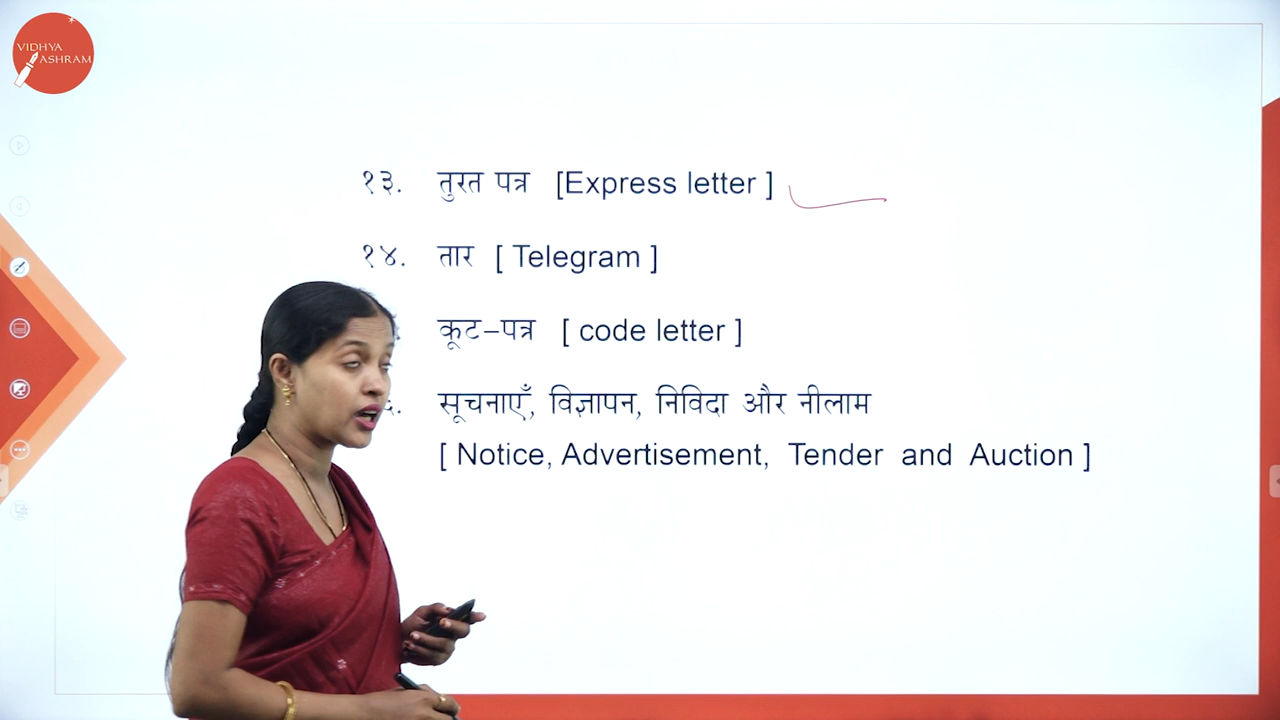 VIDHYA
ASHRAM
१३. तुरत पत्र [Express letter ]
१४. तार [ Telegram ]
कूट-पत्र [ code letter ]
सूचनाएँ, विज्ञापन, निविदा और नीलाम
[ Notice, Advertisement, Tender and Auction ]